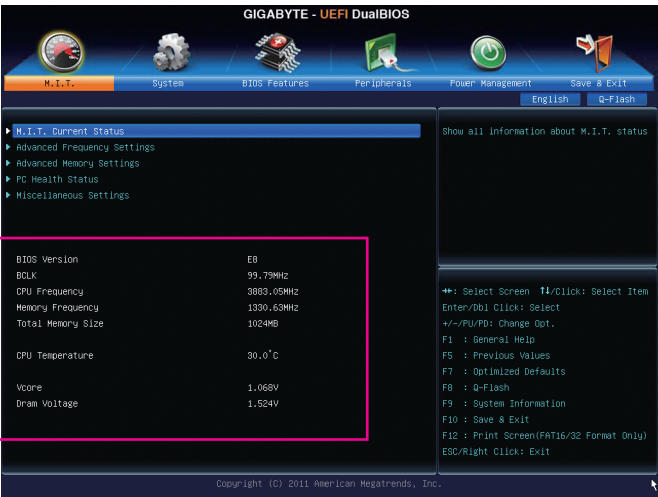 GIGABYTE - UEFI DualBIOS
M.I.T. System BIOS Features Peripherals Power Management Save & Exit
English Q-Flash
M.I.T. Current Status
Advanced Frequency Settings
Advanced Memory Settings
PC Health Status
Miscellaneous Settings
BIOS Version E8
BCLK 99.79MHz
CPU Frequency 3883.05MHz
Memory Frequency 1330.63MHz
Total Memory Size 1024MB
CPU Temperature 30.0°C
Vcore 1.068V
Dram Voltage 1.524V
Show all information about M.I.T. status
→←: Select Screen ↑↓/Click: Select Item
Enter/Dbl Click: Select
+/-/PU/PD: Change Opt.
F1 : General Help
F5 : Previous Values
F7 : Optimized Defaults
F8 : Q-Flash
F9 : System Information
F10 : Save & Exit
F12 : Print Screen(FAT16/32 Format Only)
ESC/Right Click: Exit
Copyright (C) 2011 American Megatrends, Inc.